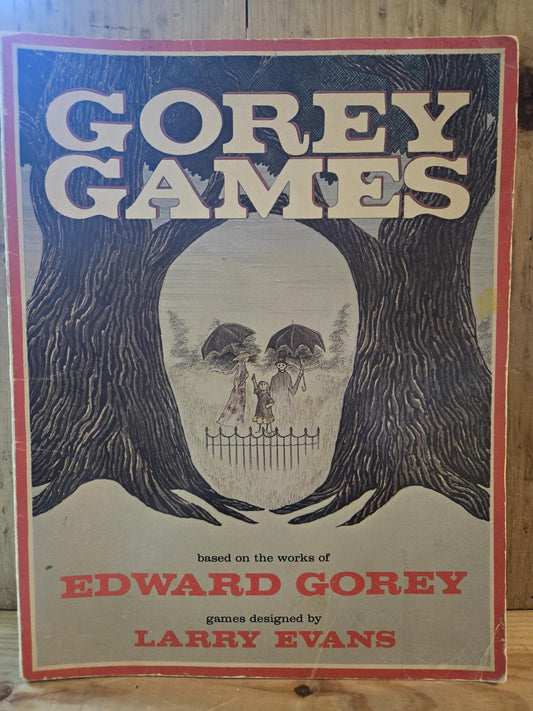 GOREY
GAMES
based on the works of
EDWARD GOREY
games designed by
LARRY EVANS